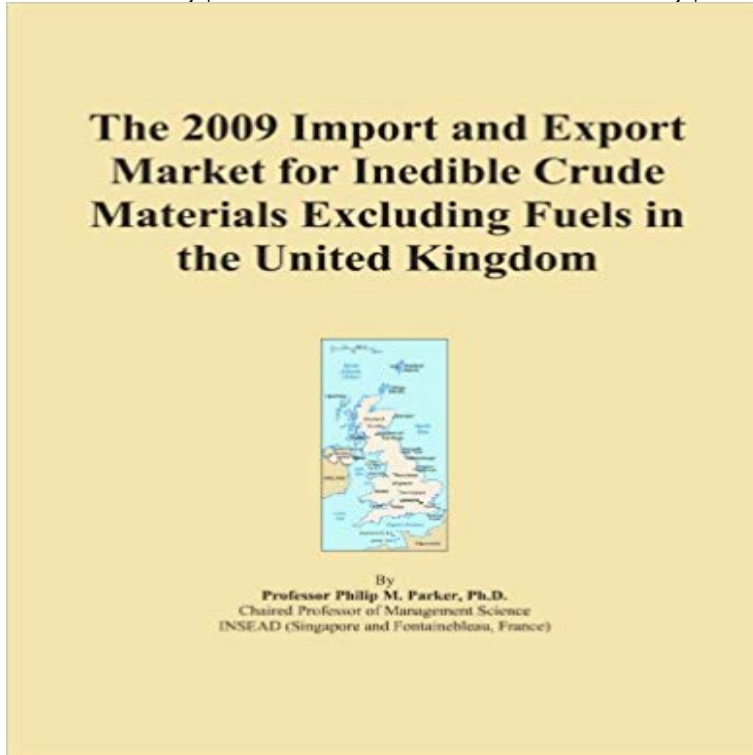 The 2009 Import and Export
Market for Inedible Crude
Materials Excluding Fuels in
the United Kingdom
By
Professor Philip M. Parker, Ph.D.
Chaired Professor of Management Science
INSEAD (Singapore and Fontainebleau, France)